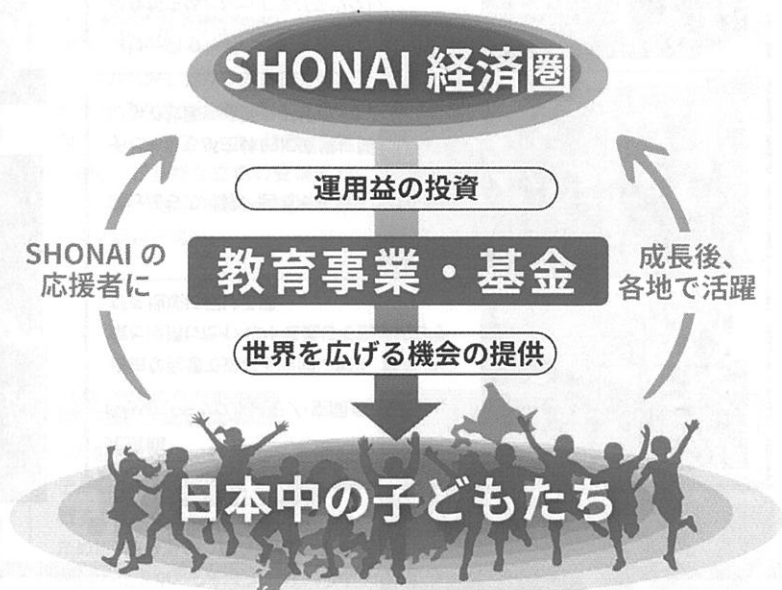 SHONAI 経済圏
運用益の投資
SHONAI の
応援者に
教育事業・基金
成長後、
各地で活躍
世界を広げる機会の提供
日本中の子どもたち